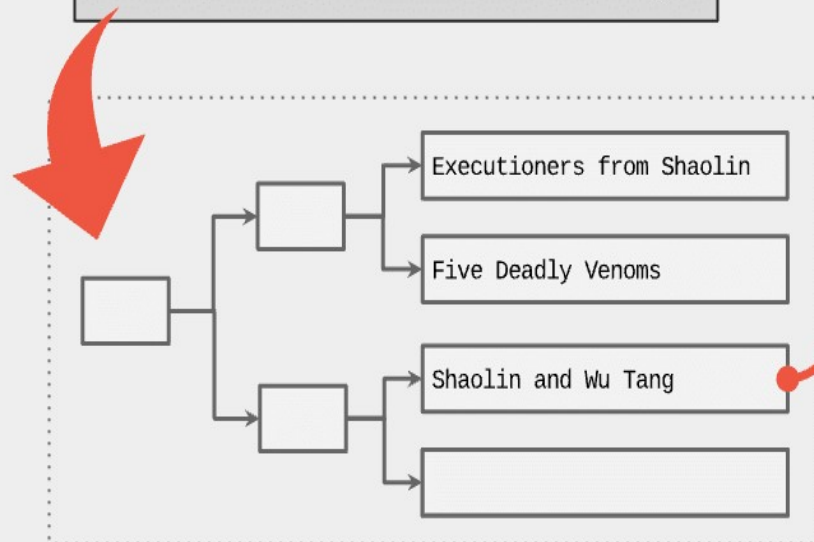 Executioners from Shaolin
Five Deadly Venoms
Shaolin and Wu Tang